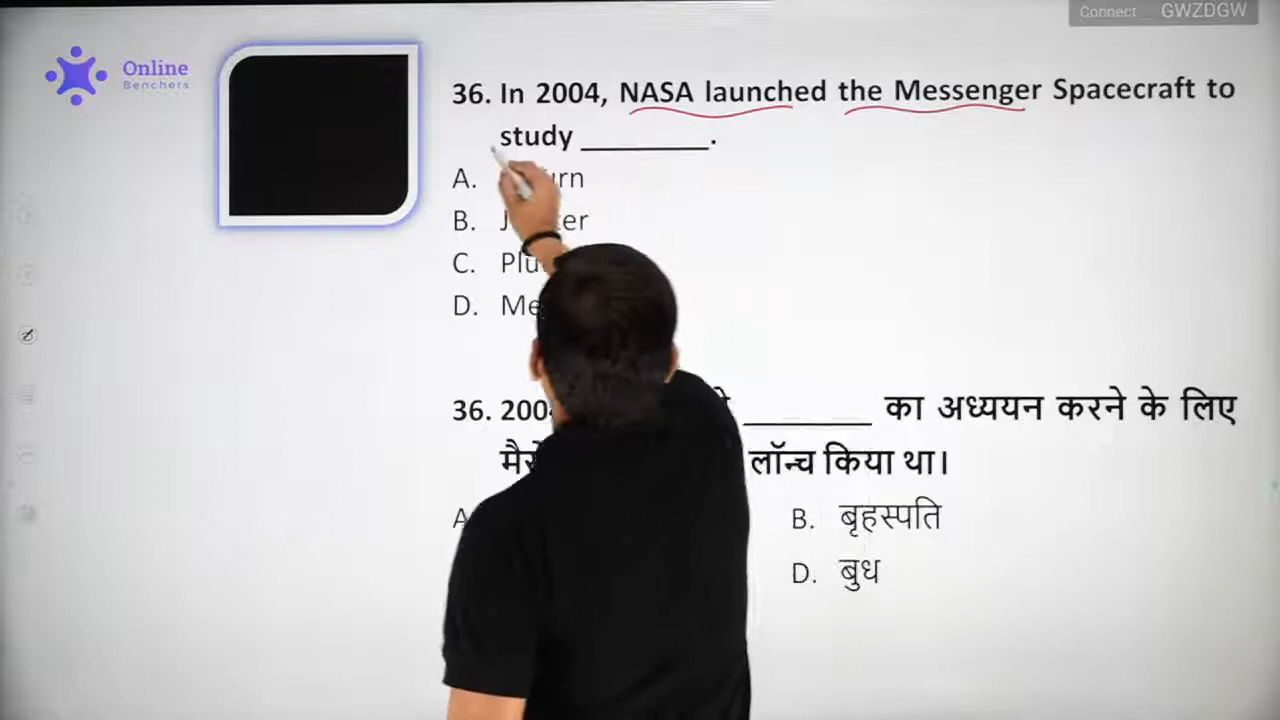 Connect GWZDGW
Online
Benchers
36. In 2004, NASA launched the Messenger Spacecraft to
study __________.
A.
B.
C.
D.
36. का अध्ययन करने के लिए
लॉन्च किया था।
A B. बृहस्पति
D. बुध